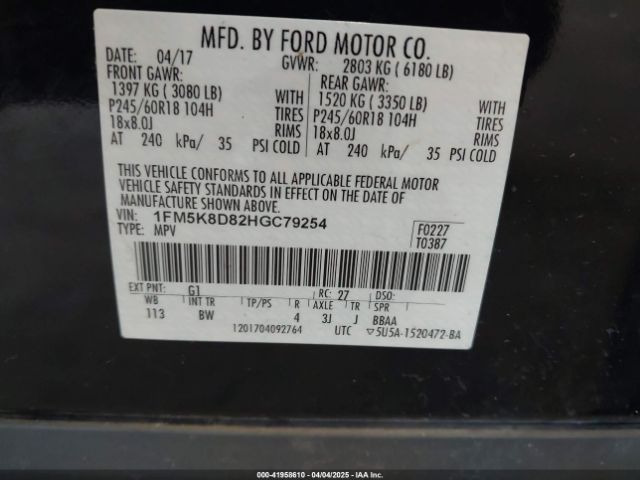 MFD. BY FORD MOTOR CO.
DATE: 04/17 GVWR: 2803 KG ( 6180 LB)
FRONT GAWR: REAR GAWR:
1397 KG ( 3080 LB) WITH 1520 KG ( 3350 LB) WITH
P245/60R18 104H TIRES P245/60R18 104H TIRES
18x8.0J RIMS 18x8.0J RIMS
AT 240 kPa/ 35 PSI COLD AT 240 kPa/ 35 PSI COLD
THIS VEHICLE CONFORMS TO ALL APPLICABLE FEDERAL MOTOR
VEHICLE SAFETY STANDARDS IN EFFECT ON THE DATE OF
MANUFACTURE SHOWN ABOVE.
VIN: 1FM5K8D82HGC79254 F0227
TYPE: MPV T0387
EXT PNT: G1 RC: 27 DSO:
WB INT TR TP/PS R AXLE TR SPR
113 BW 4 3J J BBAA
1201704092764 UTC ▽5U5A-1520472-BA
000-41958610 - 04/04/2025 - IAAI.COM